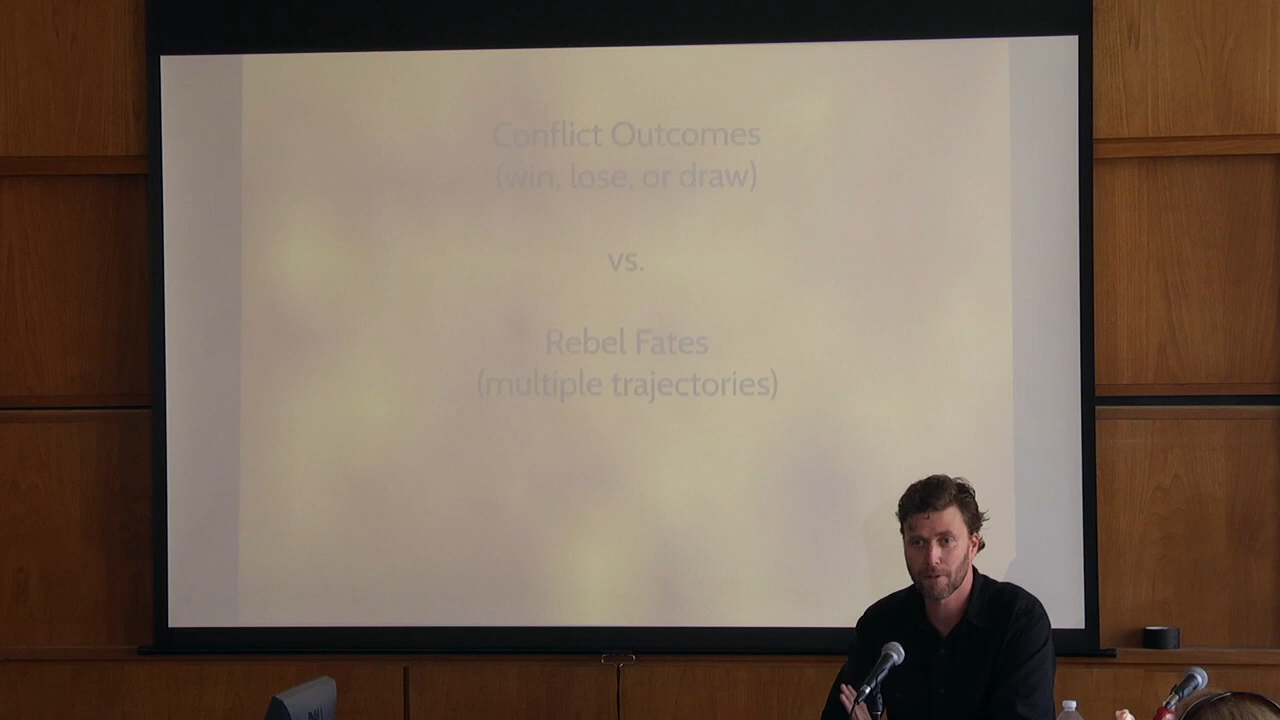 Conflict Outcomes
(win, lose, or draw)
vs.
Rebel Fates
(multiple trajectories)